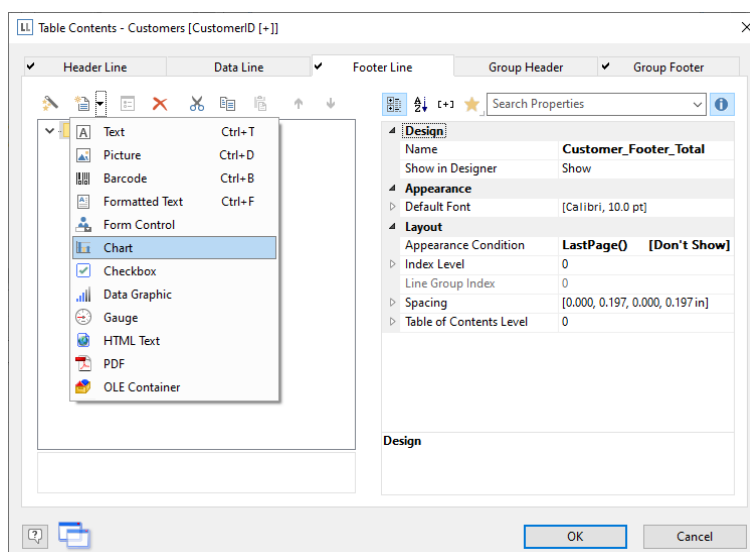 LL Table Contents - Customers [CustomerID [+]]
Header Line Data Line Footer Line Group Header Group Footer
Search Properties
A Text Ctrl+T
Picture Ctrl+D
Barcode Ctrl+B
Formatted Text Ctrl+F
Form Control
Chart
Checkbox
Data Graphic
Gauge
HTML Text
PDF
OLE Container
Design
Name Customer_Footer_Total
Show in Designer Show
Appearance
Default Font [Calibri, 10.0 pt]
Layout
Appearance Condition LastPage() [Don't Show]
Index Level 0
Line Group Index 0
Spacing [0.000, 0.197, 0.000, 0.197 in]
Table of Contents Level 0
Design
OK Cancel